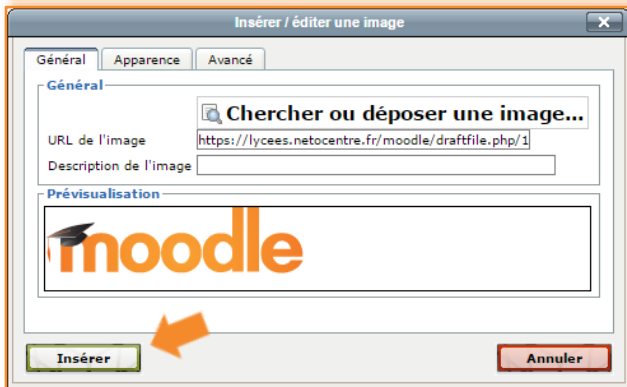 Insérer / éditer une image
Général Apparence Avancé
Général
Chercher ou déposer une image...
URL de l'image https://lycees.netocentre.fr/moodle/draftfile.php/1
Description de l'image
Prévisualisation
moodle
Insérer Annuler